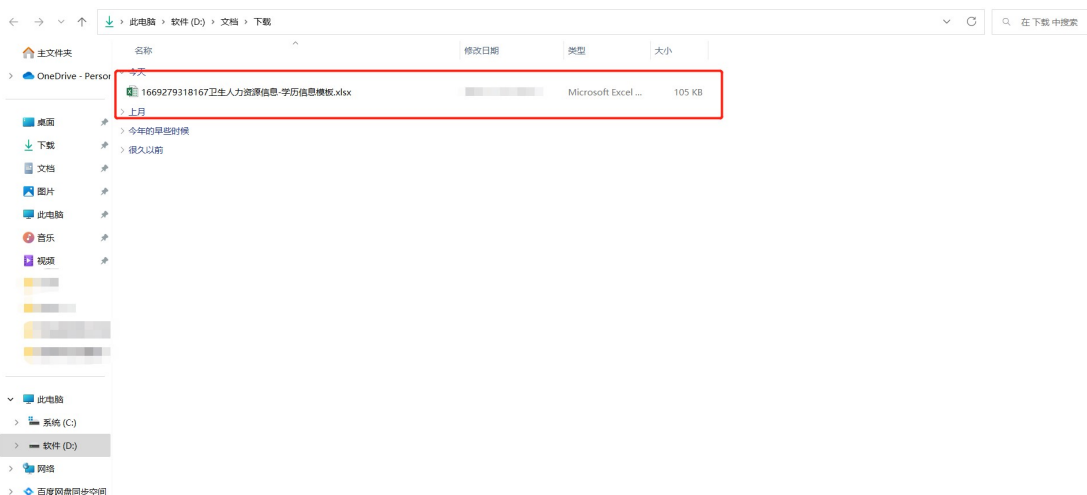 此电脑 › 软件 (D:) › 文档 › 下载
在 下载 中搜索
名称 修改日期 类型 大小
今天
1669279318167卫生人力资源信息-学历信息模板.xlsx Microsoft Excel ... 105 KB
上月
今年的早些时候
很久以前
主文件夹
OneDrive - Persor
桌面
下载
文档
图片
此电脑
音乐
视频
此电脑
系统 (C:)
软件 (D:)
网络
百度网盘同步空间